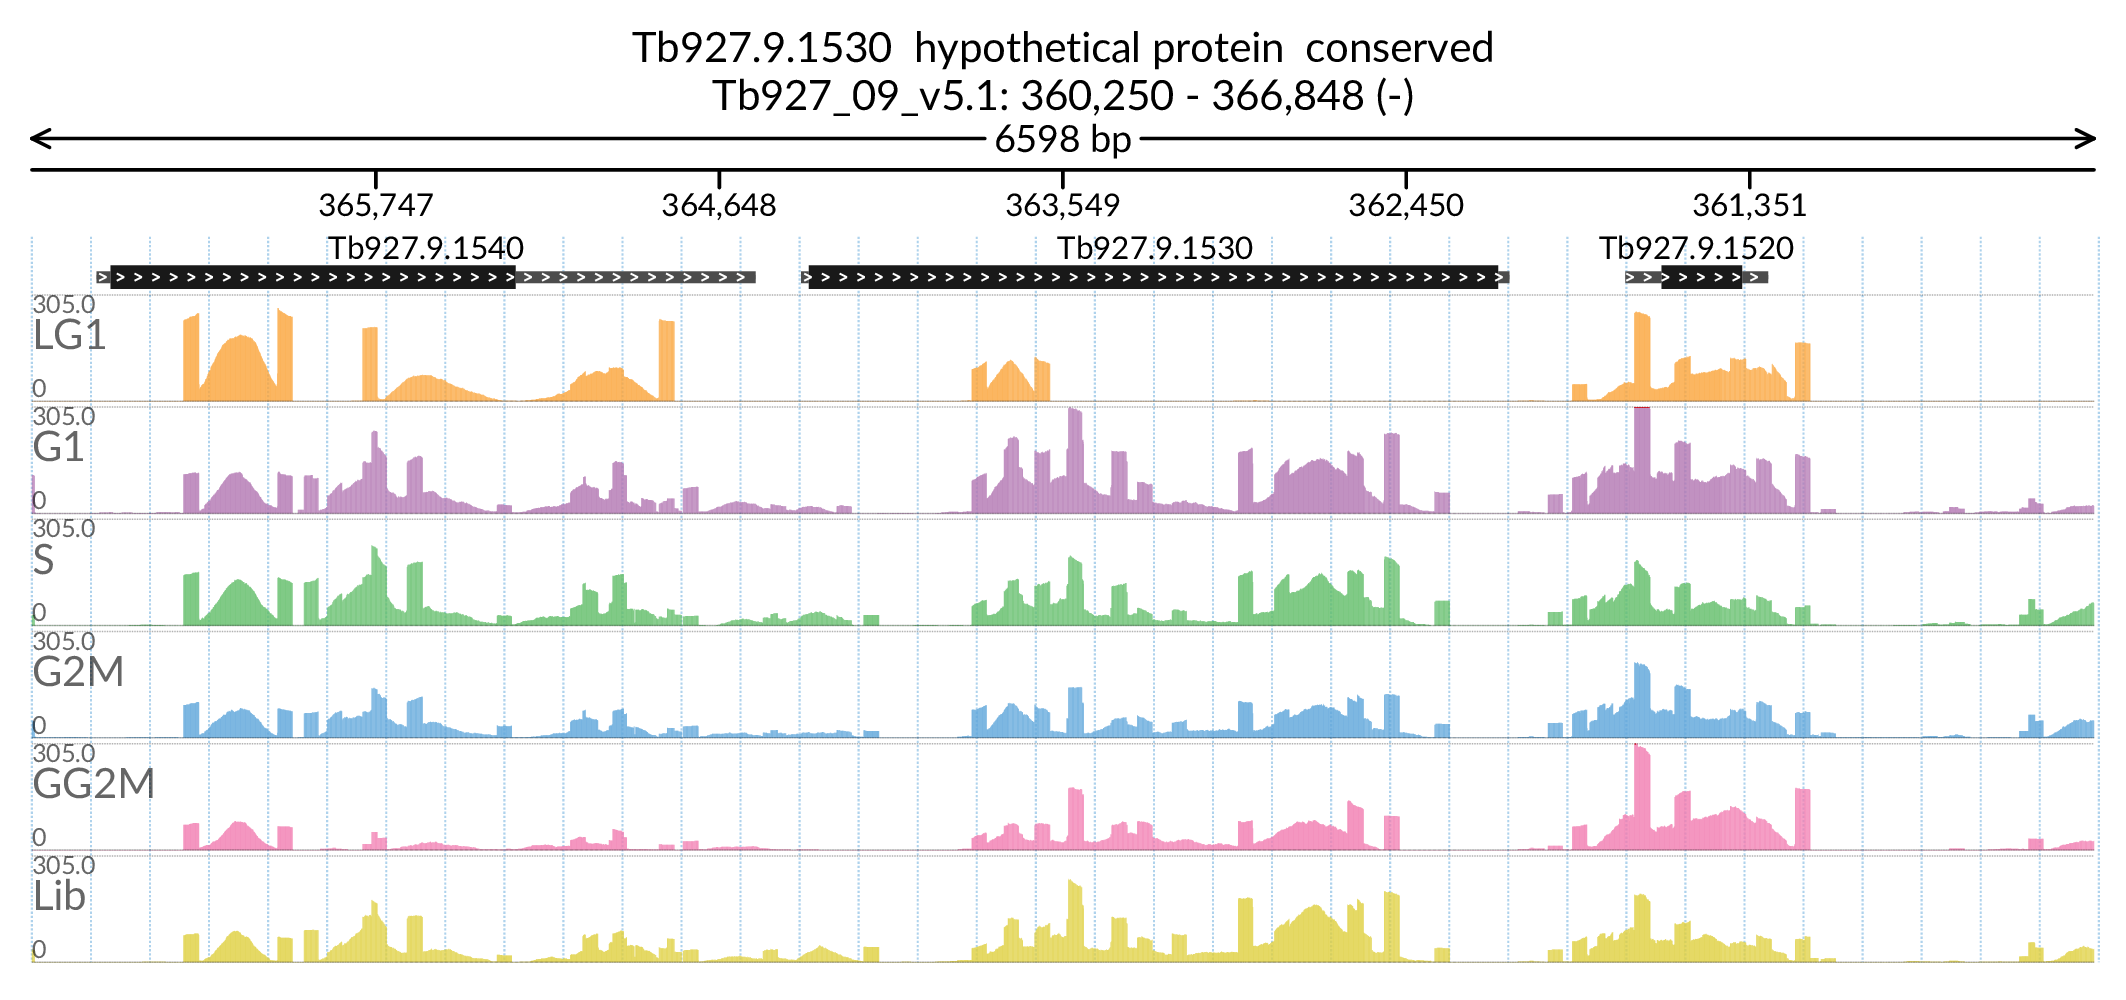 Tb927.9.1530  hypothetical protein  conserved
Tb927_09_v5.1: 360,250 - 366,848 (-)
6598 bp
365,747 364,648 363,549 362,450 361,351
Tb927.9.1540 Tb927.9.1530 Tb927.9.1520
305.0
LG1
0
305.0
G1
0
305.0
S
0
305.0
G2M
0
305.0
GG2M
0
305.0
Lib
0